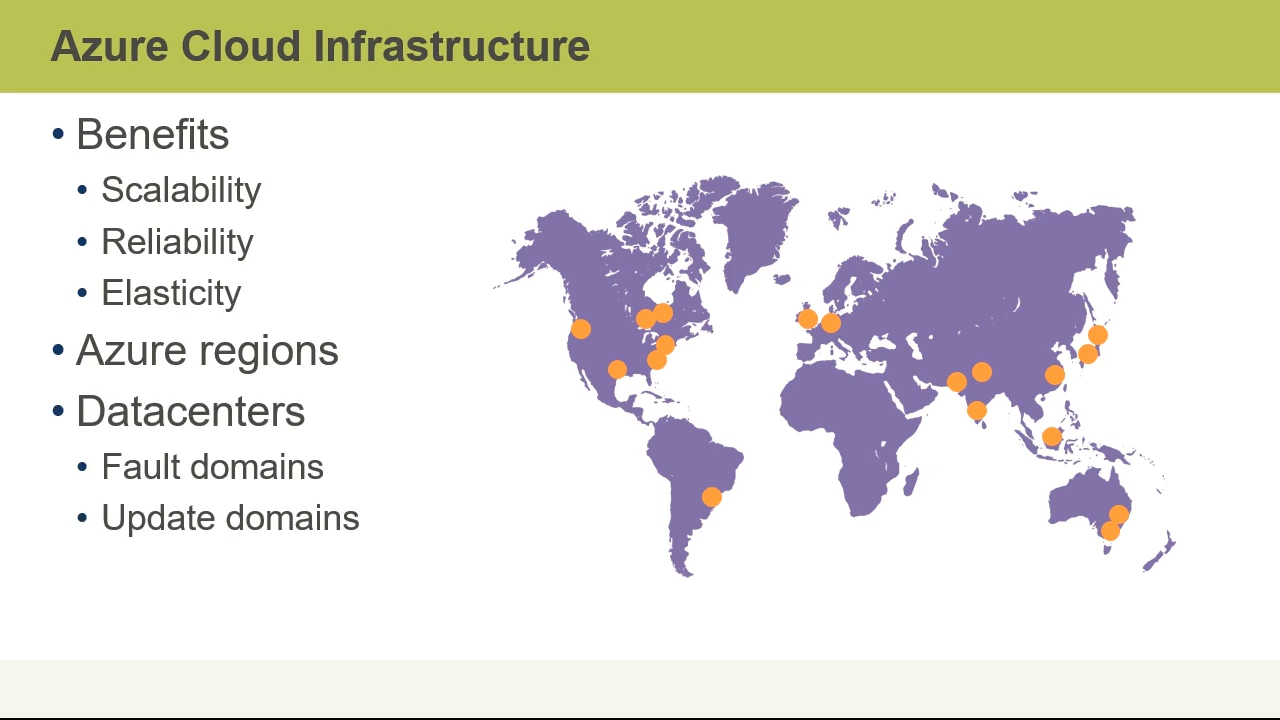 Azure Cloud Infrastructure
• Benefits
• Scalability
• Reliability
• Elasticity
• Azure regions
• Datacenters
• Fault domains
• Update domains